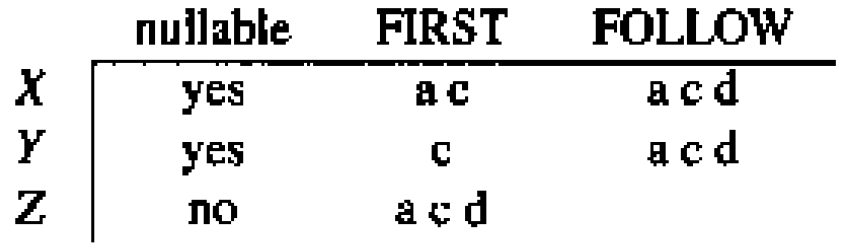 nullable FIRST FOLLOW
X yes a c a c d
Y yes c a c d
Z no a c d